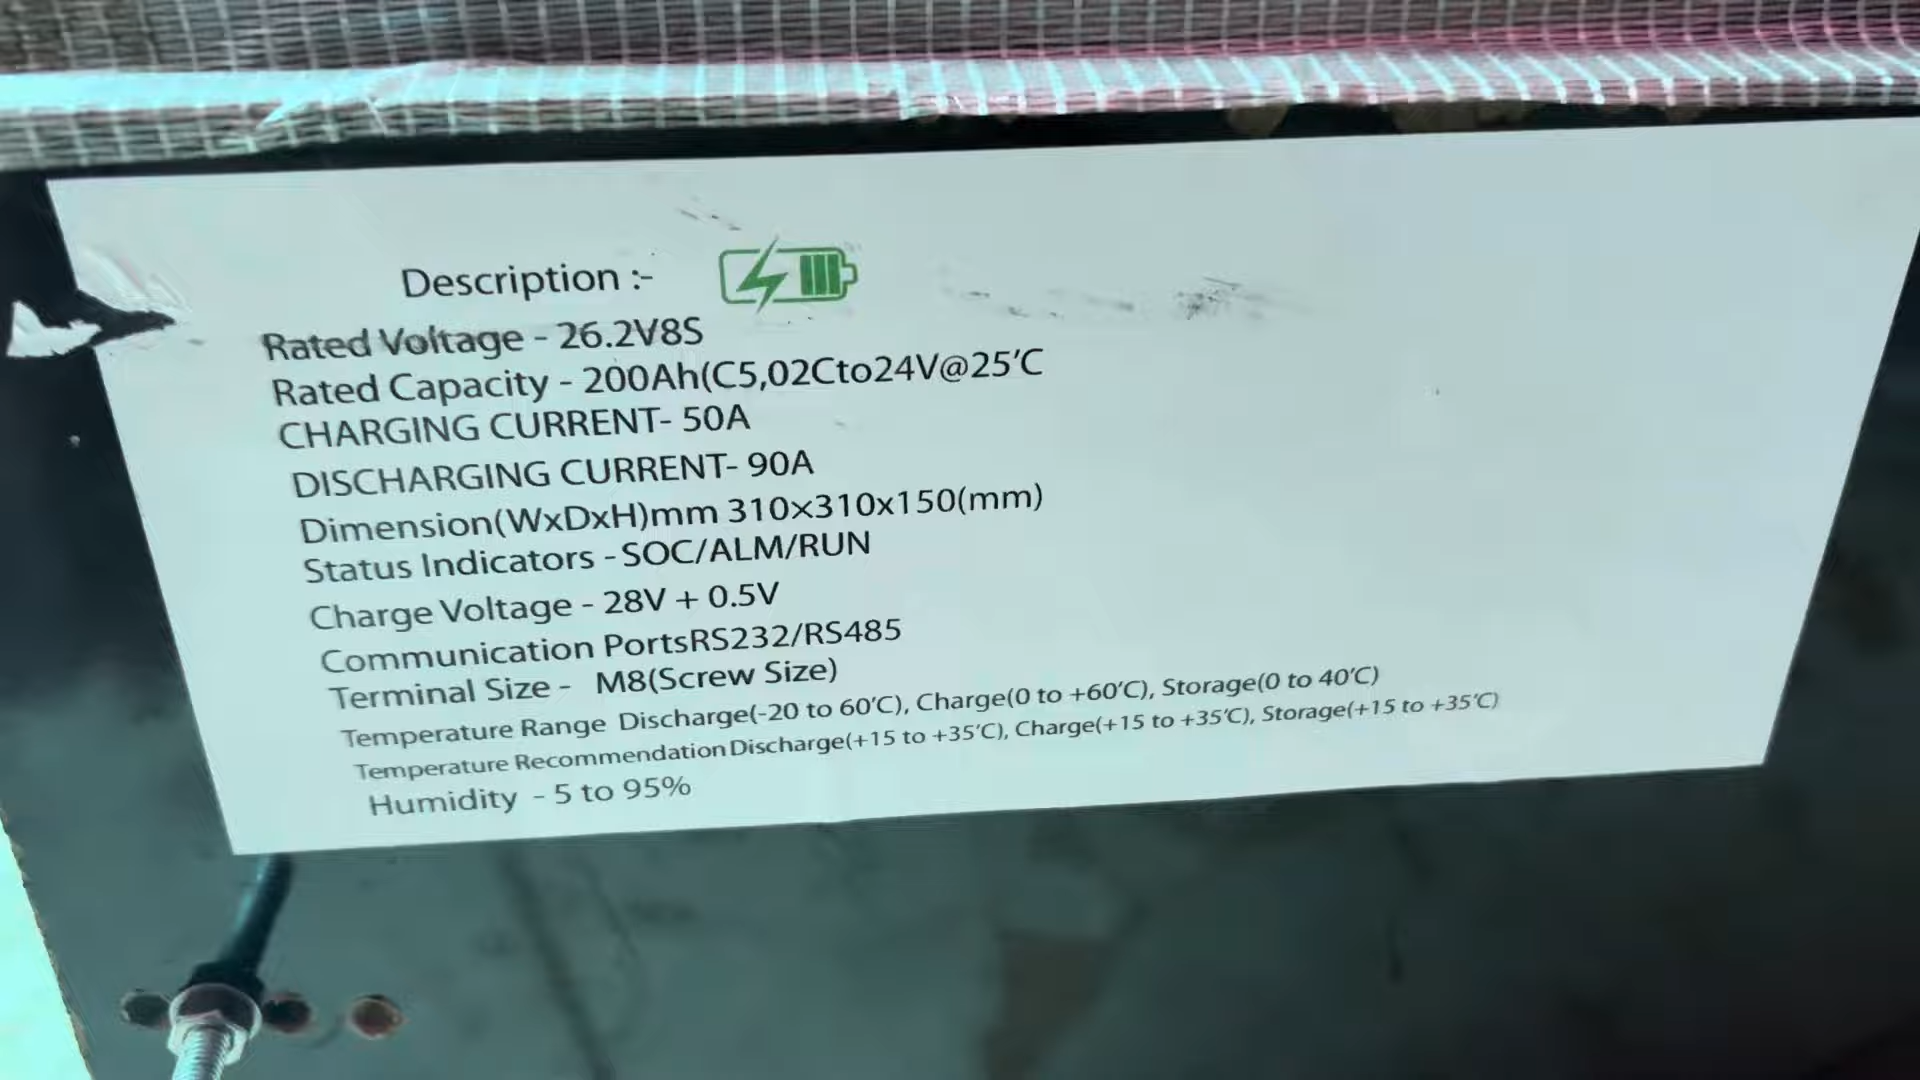 Description :-
Rated Voltage - 26.2V8S
Rated Capacity - 200Ah(C5,02Cto24V@25'C
CHARGING CURRENT- 50A
DISCHARGING CURRENT- 90A
Dimension(WxDxH)mm 310x310x150(mm)
Status Indicators - SOC/ALM/RUN
Charge Voltage - 28V + 0.5V
Communication PortsRS232/RS485
Terminal Size - M8(Screw Size)
Temperature Range Discharge(-20 to 60'C), Charge(0 to +60'C), Storage(0 to 40'C)
Temperature Recommendation Discharge(+15 to +35'C), Charge(+15 to +35'C), Storage(+15 to +35'C)
Humidity - 5 to 95%